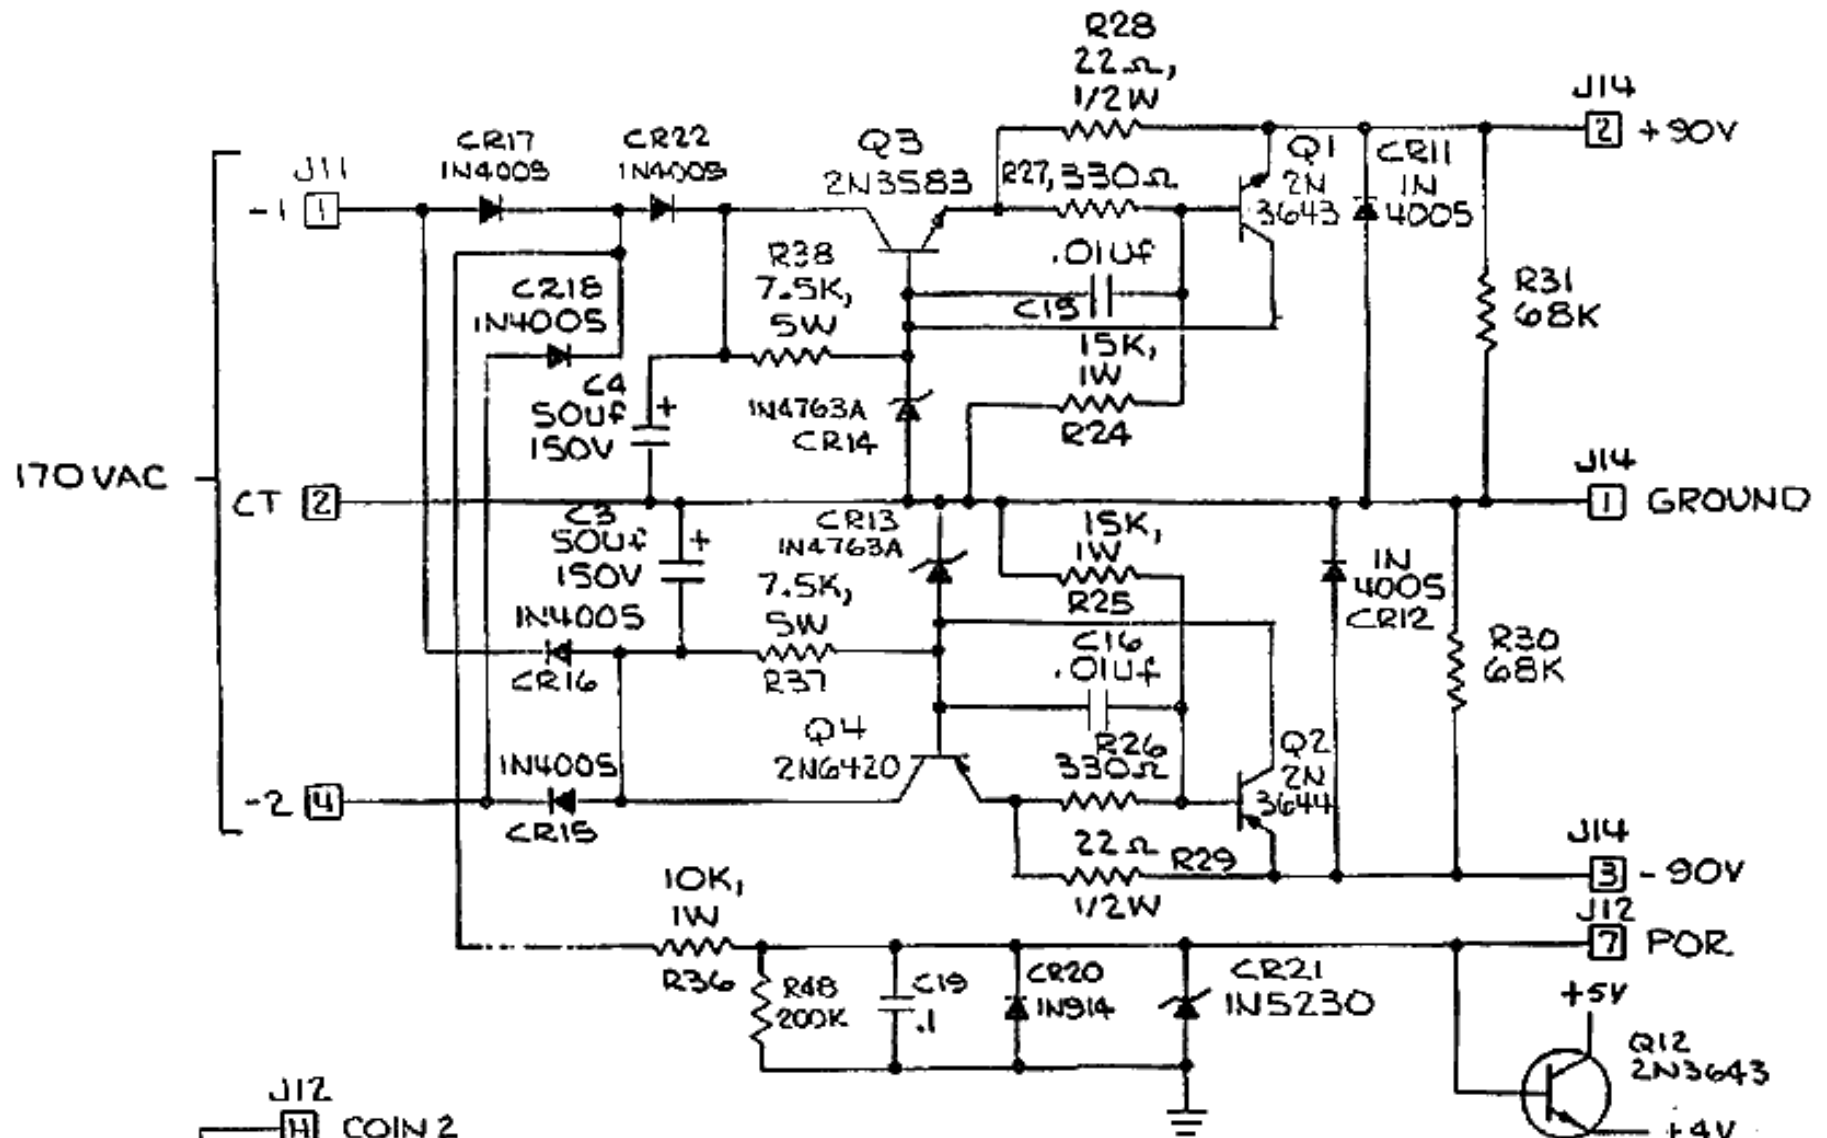 R28
22Ω,
1/2W
J14
2 +90V
CR17
1N4005
CR22
1N4005
Q3
2N3583
R27, 330Ω
Q1
2N
3643
CR11
1N
4005
J11
-1 1
R38
7.5K,
5W
.01uf
C15
R31
68K
CR18
1N4005
C4
50uf
150V
+
1N4763A
CR14
15K,
1W
R24
170 VAC
CT 2
J14
1 GROUND
C3
50uf
150V
+
CR13
1N4763A
7.5K,
5W
R37
15K,
1W
R25
1N
4005
CR12
1N4005
CR16
C16
.01uf
R30
68K
Q4
2N6420
R26
330Ω
Q2
2N
3644
1N4005
CR15
-2 4
22Ω
R29
1/2W
J14
3 -90V
10K,
1W
R36
J12
7 POR
R48
200K
C19
.1
CR20
1N914
CR21
1N5230
+5V
Q12
2N3643
+4V
J12
H COIN 2